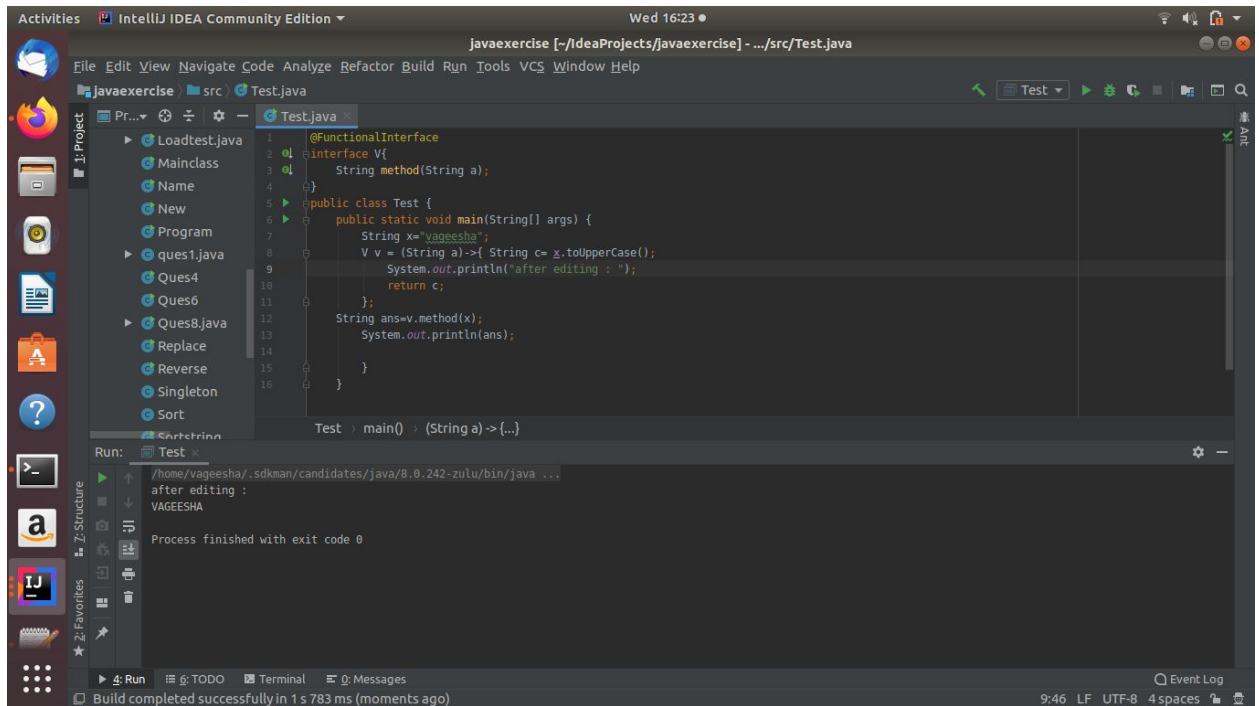 Activities IntelliJ IDEA Community Edition Wed 16:23
javaexercise [~/IdeaProjects/javaexercise] - .../src/Test.java
File Edit View Navigate Code Analyze Refactor Build Run Tools VCS Window Help
javaexercise src Test.java Test
1: Project
Pr...
Test.java
Ant
Loadtest.java
Mainclass
Name
New
Program
ques1.java
Ques4
Ques6
Ques8.java
Replace
Reverse
Singleton
Sort
Sortstring
1 @FunctionalInterface
2 interface V{
3 String method(String a);
4 }
5 public class Test {
6 public static void main(String[] args) {
7 String x="vageesha";
8 V v = (String a)->{ String c= x.toUpperCase();
9 System.out.println("after editing : ");
10 return c;
11 };
12 String ans=v.method(x);
13 System.out.println(ans);
14
15 }
16 }
Test > main() > (String a) -> {...}
Run: Test
/home/vageesha/.sdkman/candidates/java/8.0.242-zulu/bin/java ...
after editing :
VAGEESHA
Process finished with exit code 0
Z: Structure
2: Favorites
4: Run 6: TODO Terminal 0: Messages Event Log
Build completed successfully in 1 s 783 ms (moments ago) 9:46 LF UTF-8 4 spaces